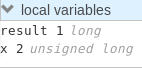 local variables
result 1 long
x 2 unsigned long